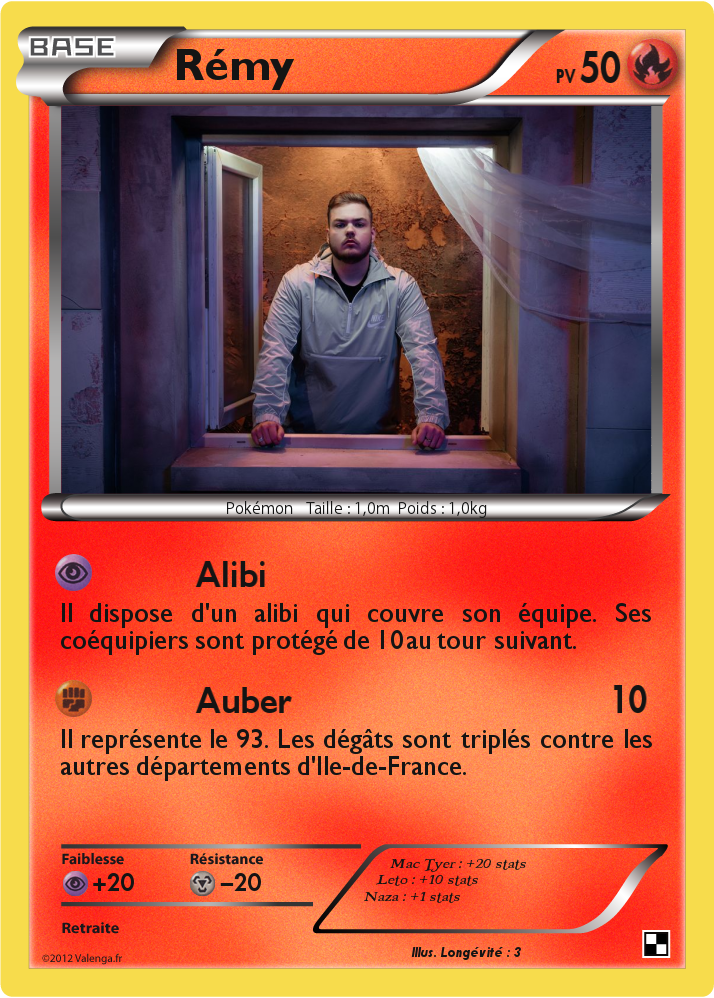 BASE
Rémy
PV 50
Pokémon Taille : 1,0m Poids : 1,0kg
Alibi
Il dispose d'un alibi qui couvre son équipe. Ses
coéquipiers sont protégé de 10 au tour suivant.
Auber 10
Il représente le 93. Les dégâts sont triplés contre les
autres départements d'Ile-de-France.
Faiblesse Résistance
+20 –20
Mac Tyer : +20 stats
Leto : +10 stats
Naza : +1 stats
Retraite
Illus. Longévité : 3
©2012 Valenga.fr